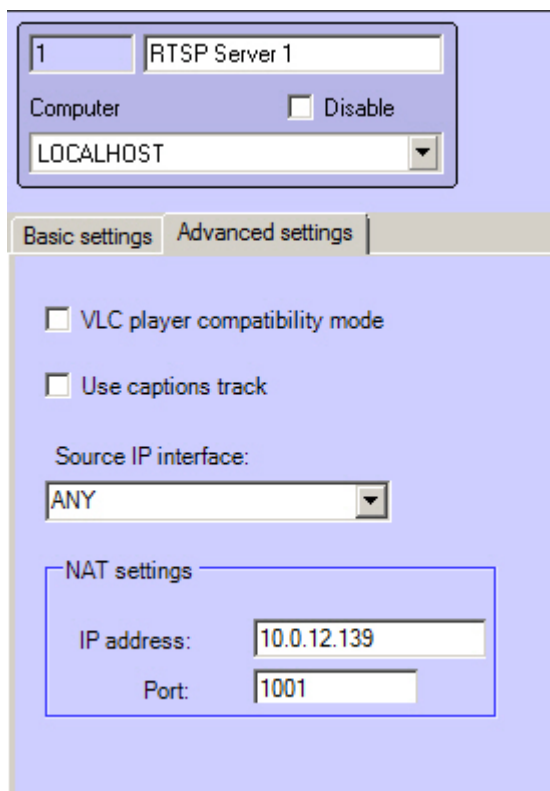 1 RTSP Server 1
Computer Disable
LOCALHOST
Basic settings Advanced settings
VLC player compatibility mode
Use captions track
Source IP interface:
ANY
NAT settings
IP address: 10.0.12.139
Port: 1001